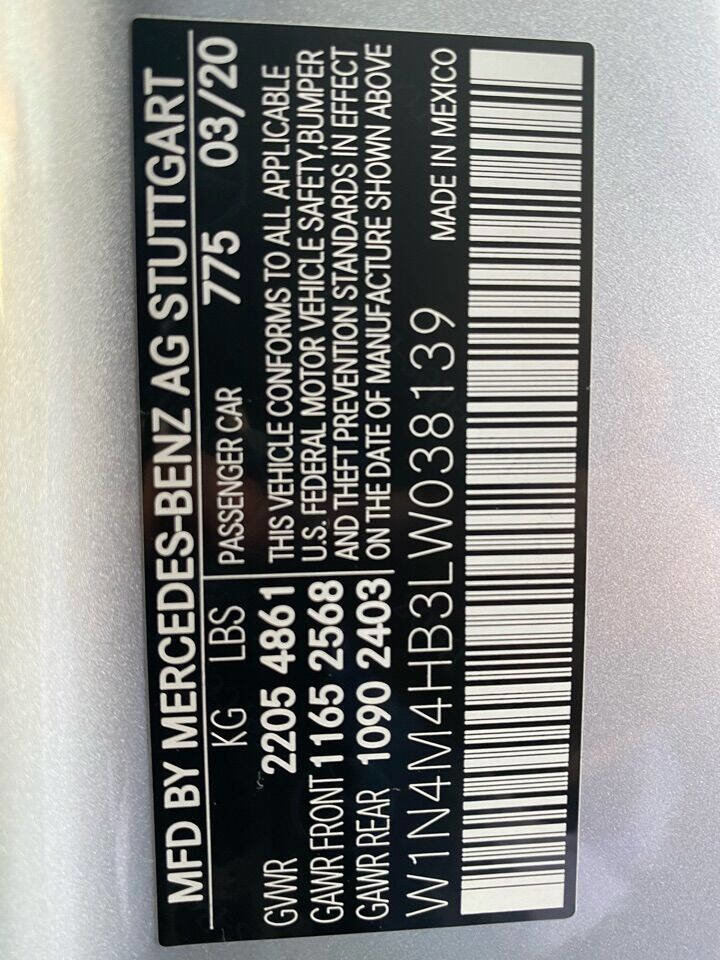 MFD BY MERCEDES-BENZ AG STUTTGART
KG LBS PASSENGER CAR 775 03/20
GVWR 2205 4861 THIS VEHICLE CONFORMS TO ALL APPLICABLE
U.S. FEDERAL MOTOR VEHICLE SAFETY,BUMPER
GAWR FRONT 1165 2568 AND THEFT PREVENTION STANDARDS IN EFFECT
GAWR REAR 1090 2403 ON THE DATE OF MANUFACTURE SHOWN ABOVE
W1N4M4HB3LW038139 MADE IN MEXICO